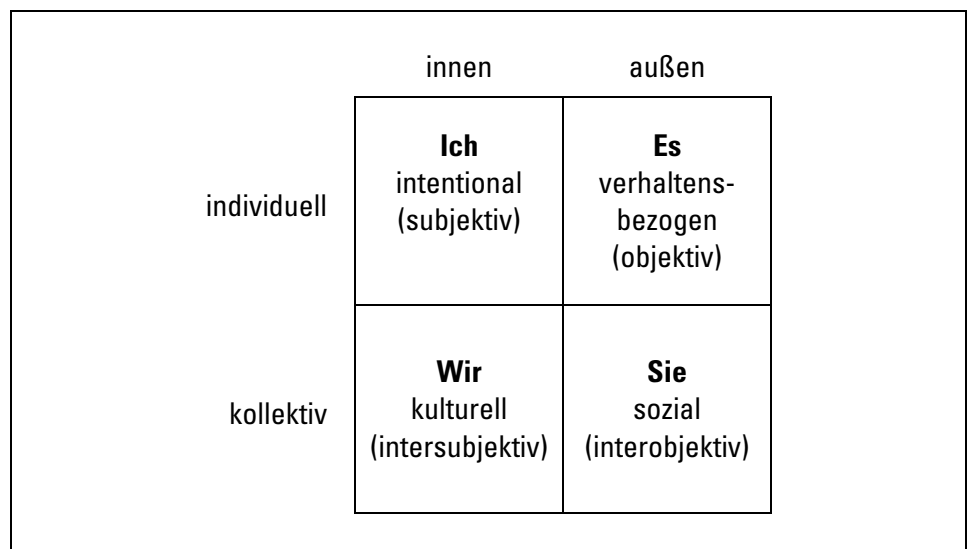 innen außen
individuell
Ich
intentional
(subjektiv)
Es
verhaltens-
bezogen
(objektiv)
kollektiv
Wir
kulturell
(intersubjektiv)
Sie
sozial
(interobjektiv)